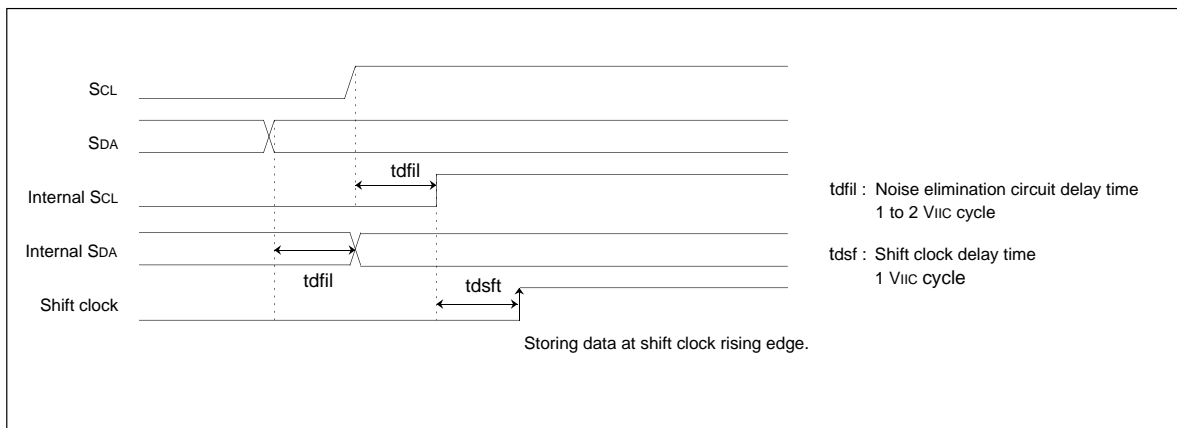 SCL
SDA
tdfil
Internal SCL
Internal SDA
tdfil
tdsft
Shift clock
Storing data at shift clock rising edge.
tdfil : Noise elimination circuit delay time
1 to 2 VIIC cycle
tdsf : Shift clock delay time
1 VIIC cycle